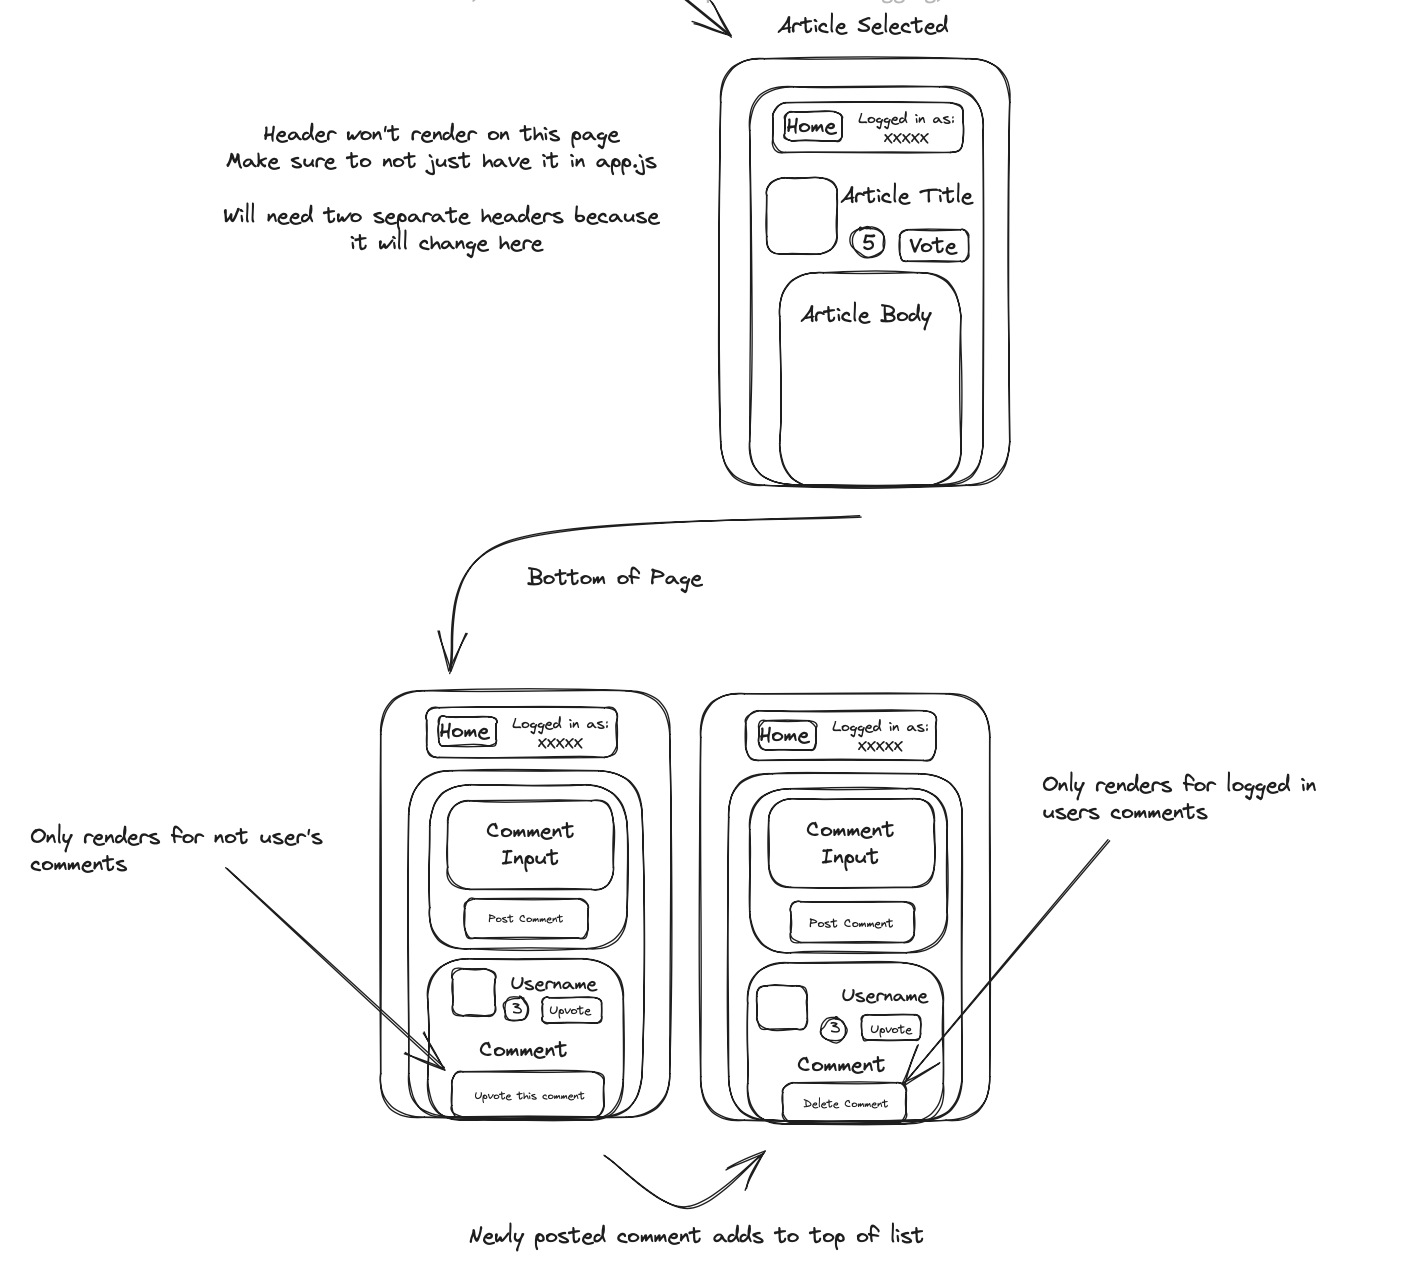 Article Selected
Home
Logged in as:
XXXXX
Header won't render on this page
Make sure to not just have it in app.js
Will need two separate headers because
it will change here
Article Title
5
Vote
Article Body
Bottom of Page
Home
Logged in as:
XXXXX
Comment
Input
Post Comment
Username
3
Upvote
Comment
Upvote this comment
Only renders for not user's
comments
Home
Logged in as:
XXXXX
Comment
Input
Post Comment
Username
3
Upvote
Comment
Delete Comment
Only renders for logged in
users comments
Newly posted comment adds to top of list